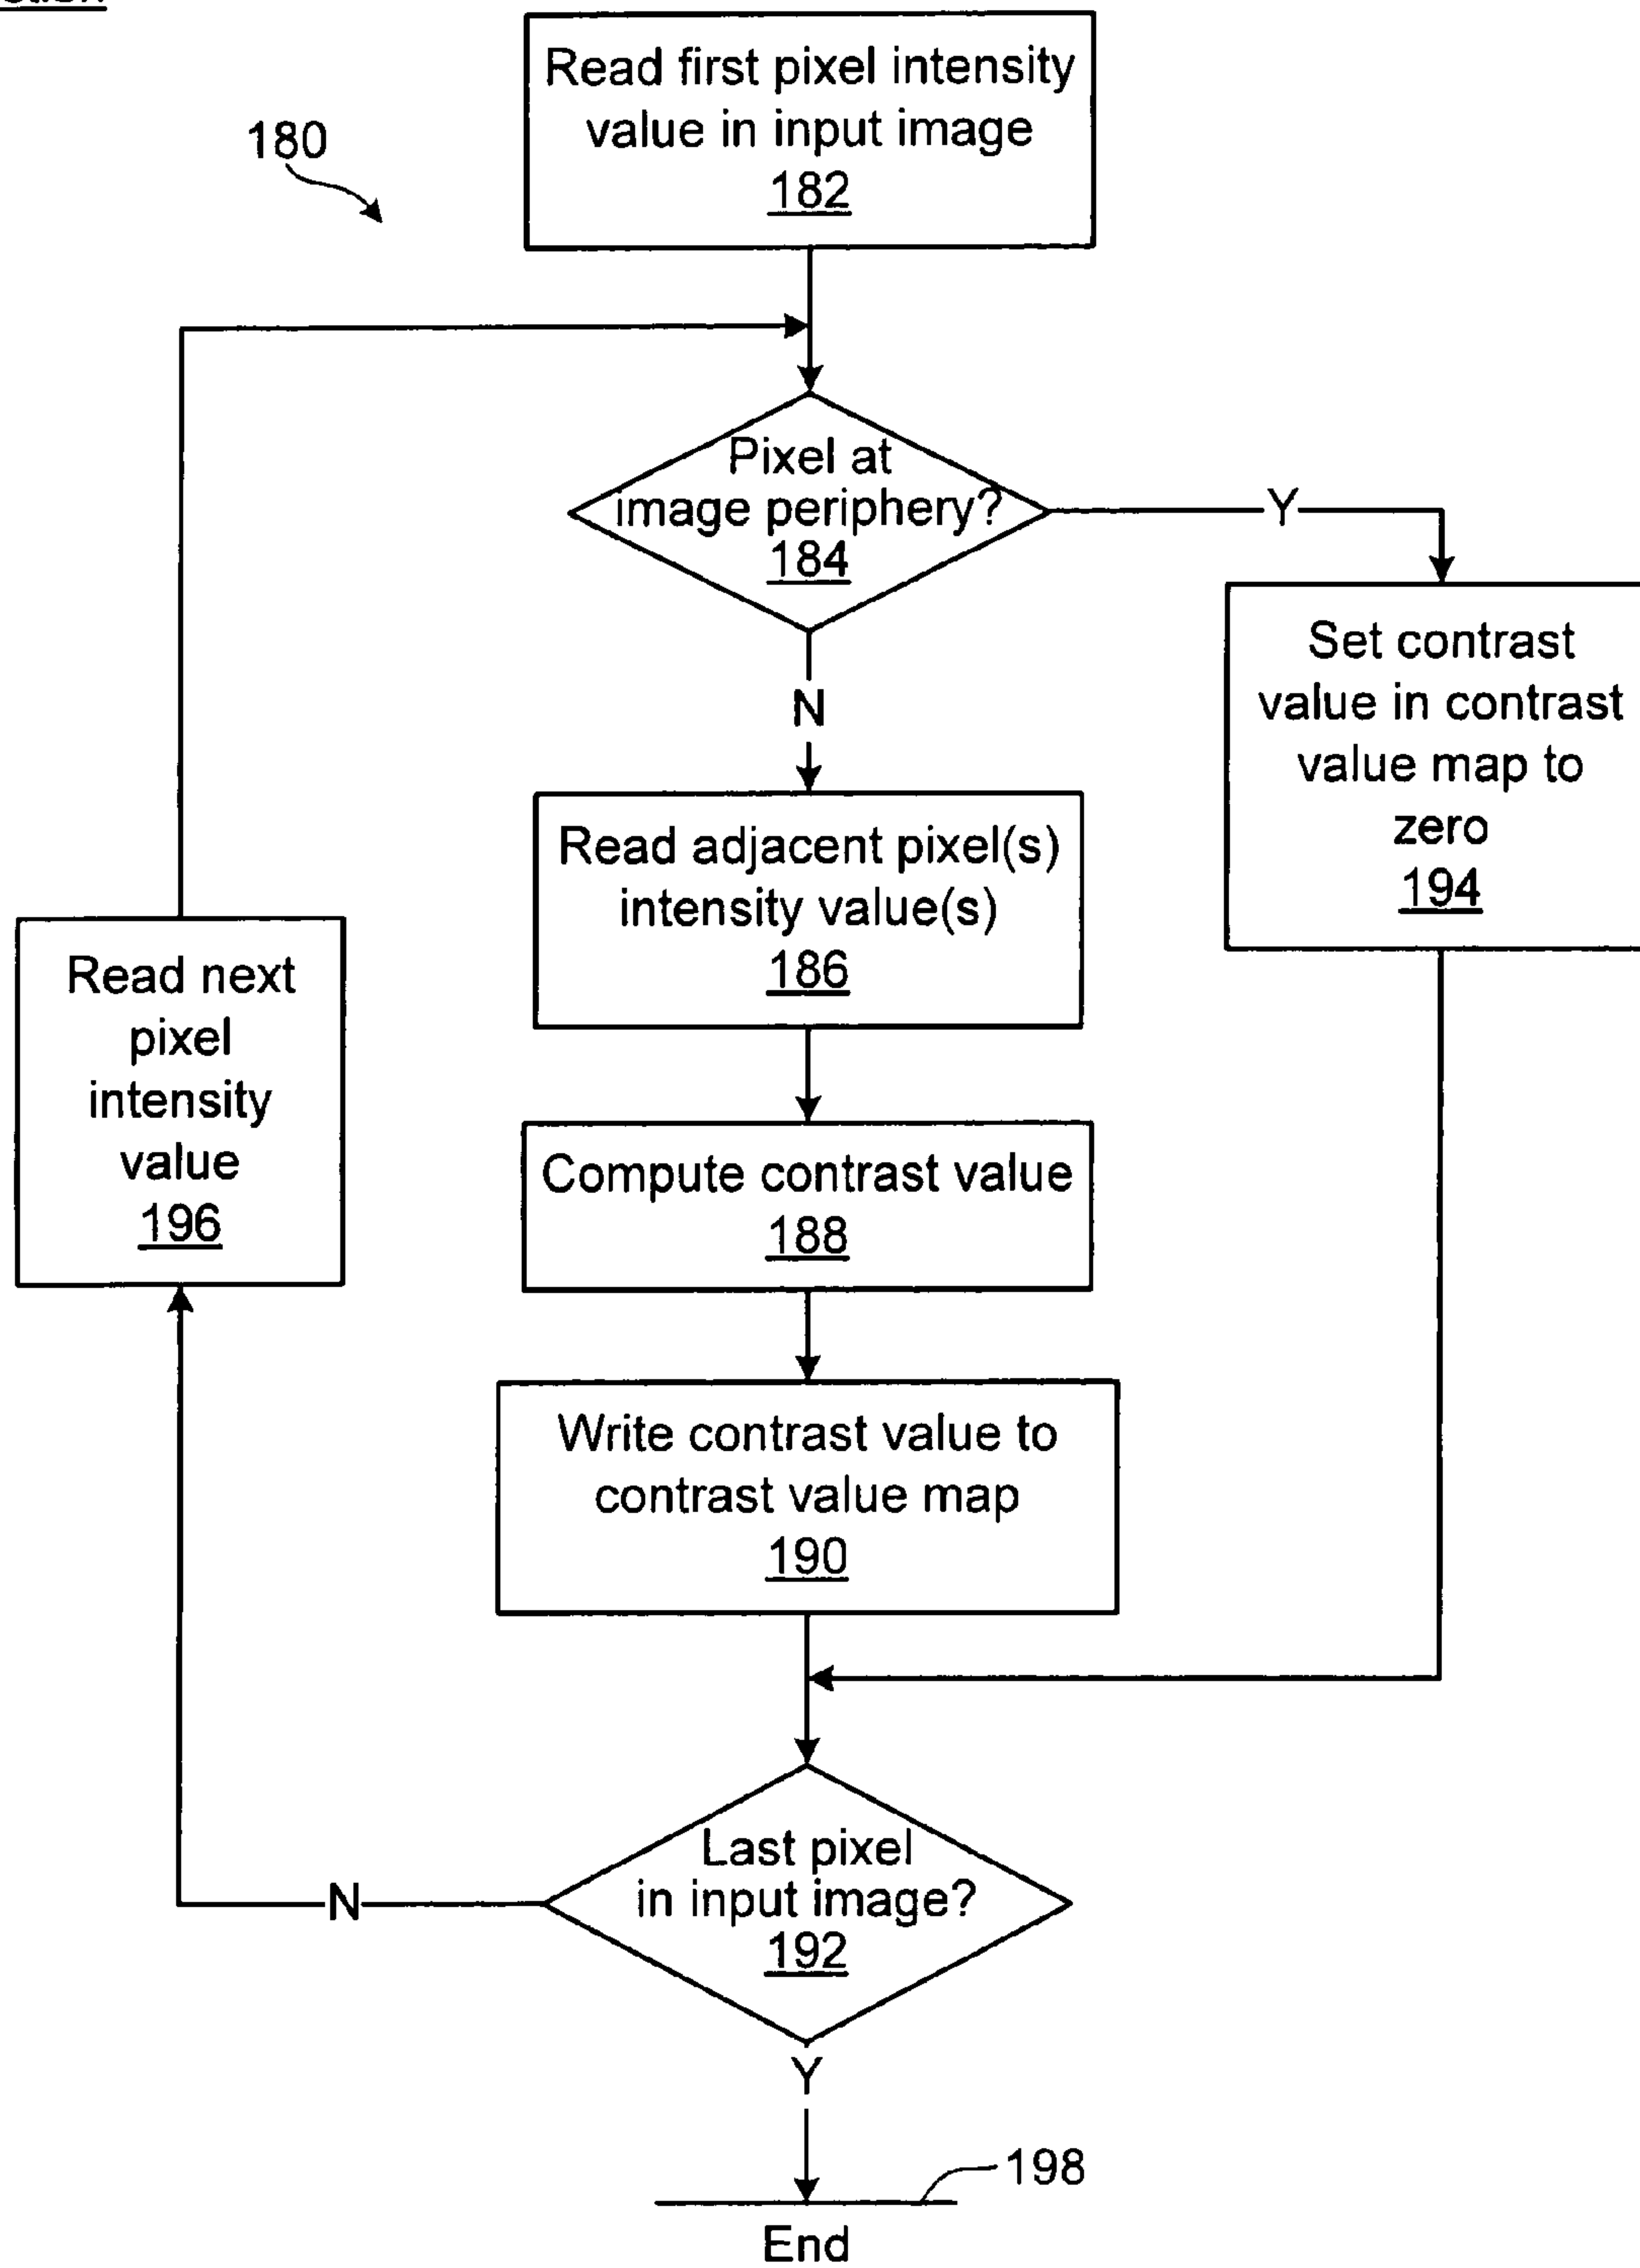 180
Read first pixel intensity
value in input image
182
Pixel at
image periphery?
184
Y
N
Set contrast
value in contrast
value map to
zero
194
Read adjacent pixel(s)
intensity value(s)
186
Read next
pixel
intensity
value
196
Compute contrast value
188
Write contrast value to
contrast value map
190
Last pixel
in input image?
192
N
Y
198
End